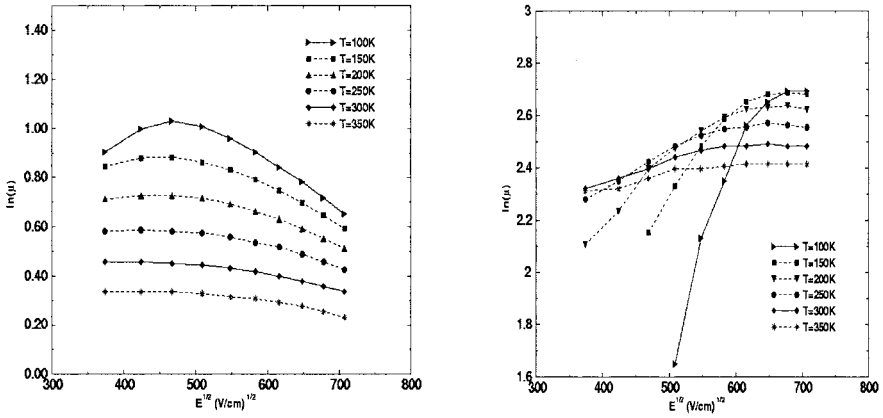 1.40
1.20
1.00
0.80
0.60
0.40
0.20
0.00
ln(μ)
300 400 500 600 700 800
E^1/2 (V/cm)^1/2
T=100K
T=150K
T=200K
T=250K
T=300K
T=350K
3
2.8
2.6
2.4
2.2
2
1.8
1.6
ln(μ)
300 400 500 600 700 800
E^1/2 (V/cm)^1/2
T=100K
T=150K
T=200K
T=250K
T=300K
T=350K